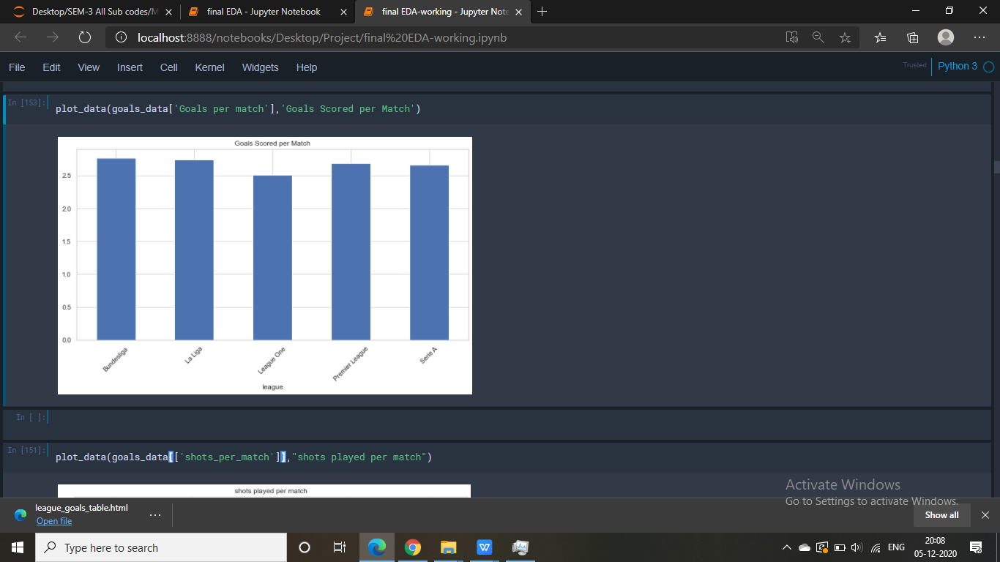 Desktop/SEM-3 All Sub codes/M
final EDA - Jupyter Notebook
final EDA-working - Jupyter Note
localhost:8888/notebooks/Desktop/Project/final%20EDA-working.ipynb
File Edit View Insert Cell Kernel Widgets Help
Trusted
Python 3
In [153]:
plot_data(goals_data['Goals per match'],'Goals Scored per Match')
Goals Scored per Match
2.5
2.0
1.5
1.0
0.5
0.0
Bundesliga
La Liga
League One
Premier League
Serie A
league
In [ ]:
In [151]:
plot_data(goals_data[['shots_per_match']],"shots played per match")
shots played per match
Activate Windows
Go to Settings to activate Windows.
league_goals_table.html
Open file
Show all
Type here to search
W
ENG
20:08
05-12-2020